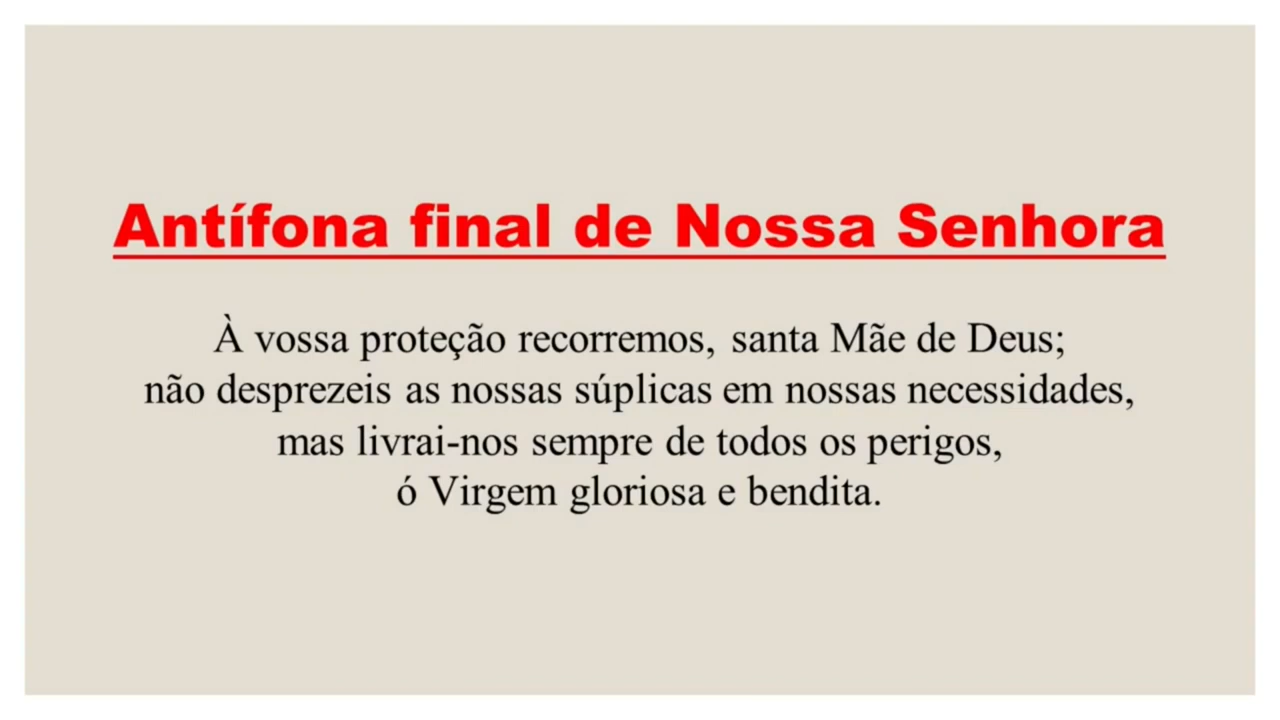 Antífona final de Nossa Senhora
À vossa proteção recorremos, santa Mãe de Deus;
não desprezeis as nossas súplicas em nossas necessidades,
mas livrai-nos sempre de todos os perigos,
ó Virgem gloriosa e bendita.